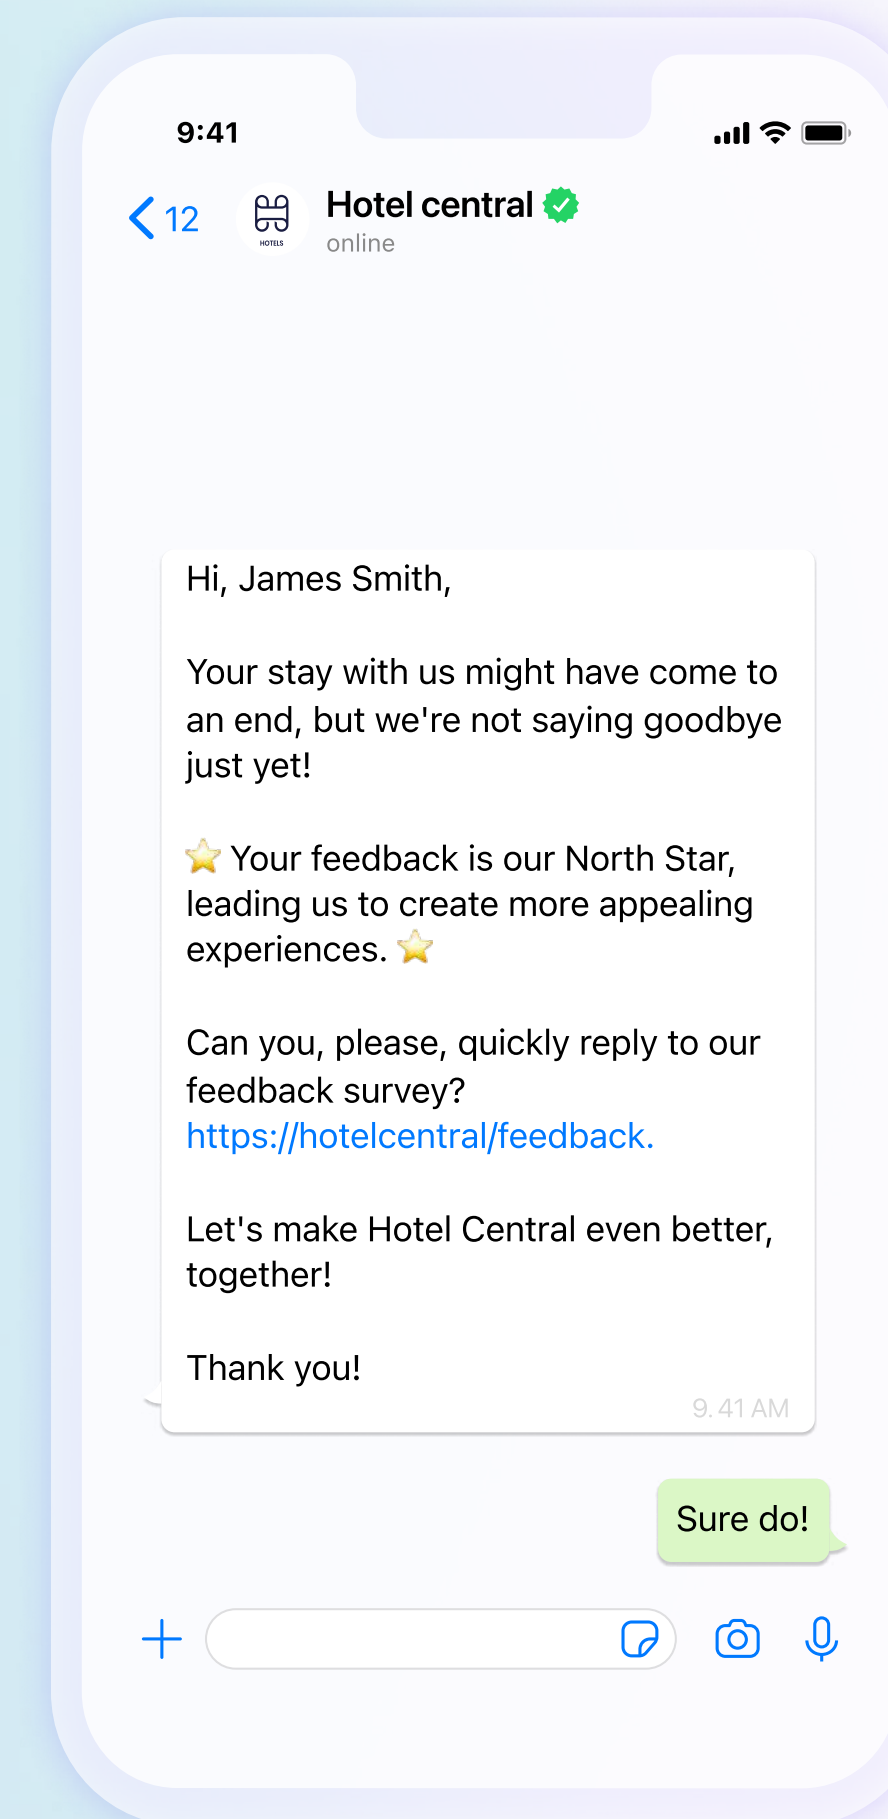 9:41
12
Hotel central
HOTELS
online
Hi, James Smith,
Your stay with us might have come to
an end, but we're not saying goodbye
just yet!
⭐ Your feedback is our North Star,
leading us to create more appealing
experiences. ⭐
Can you, please, quickly reply to our
feedback survey?
https://hotelcentral/feedback.
Let's make Hotel Central even better,
together!
Thank you!
9.41 AM
Sure do!